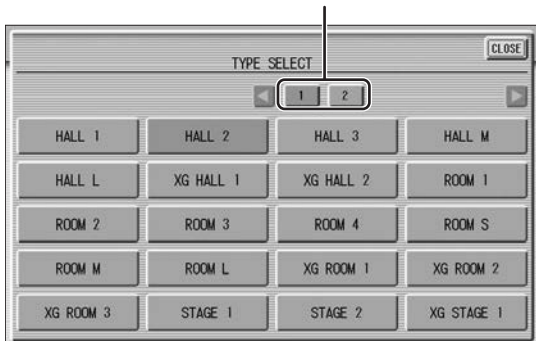 CLOSE
TYPE SELECT
1 2
HALL 1 HALL 2 HALL 3 HALL M
HALL L XG HALL 1 XG HALL 2 ROOM 1
ROOM 2 ROOM 3 ROOM 4 ROOM S
ROOM M ROOM L XG ROOM 1 XG ROOM 2
XG ROOM 3 STAGE 1 STAGE 2 XG STAGE 1